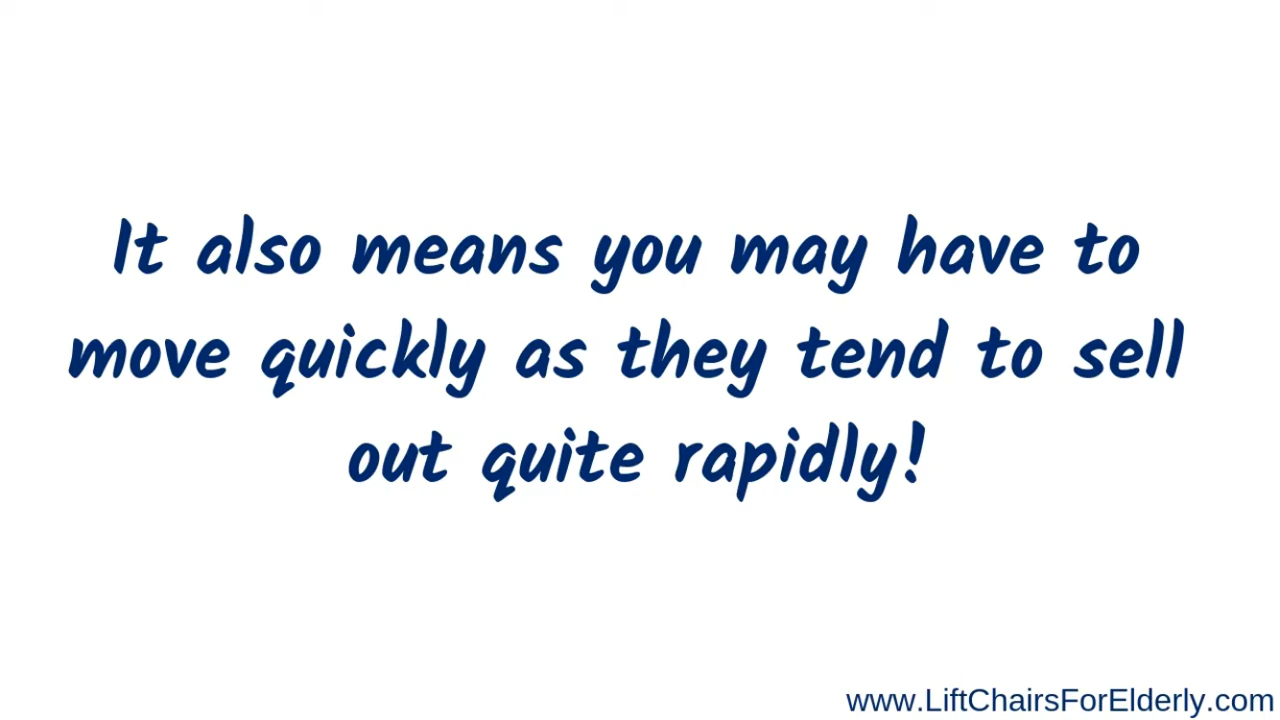 It also means you may have to
move quickly as they tend to sell
out quite rapidly!
www.LiftChairsForElderly.com